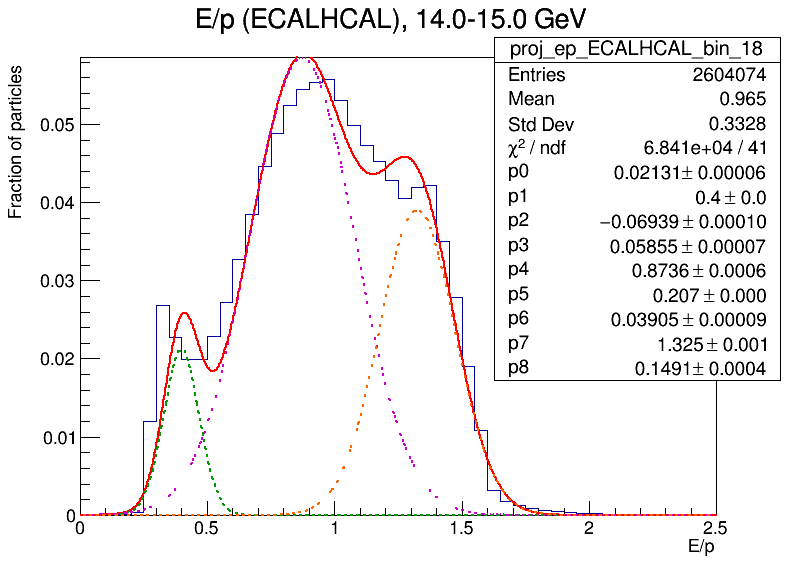 E/p (ECALHCAL), 14.0-15.0 GeV
proj_ep_ECALHCAL_bin_18
Entries 2604074
Mean 0.965
Std Dev 0.3328
χ² / ndf 6.841e+04 / 41
p0 0.02131 ± 0.00006
p1 0.4 ± 0.0
p2 −0.06939 ± 0.00010
p3 0.05855 ± 0.00007
p4 0.8736 ± 0.0006
p5 0.207 ± 0.000
p6 0.03905 ± 0.00009
p7 1.325 ± 0.001
p8 0.1491 ± 0.0004
Fraction of particles
0.05
0.04
0.03
0.02
0.01
0
0 0.5 1 1.5 2 2.5
E/p